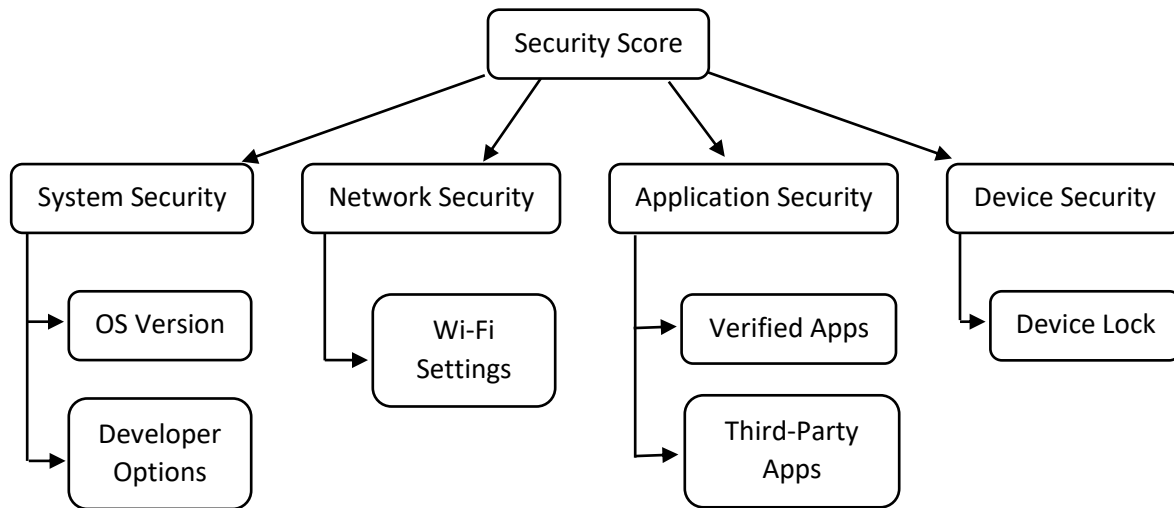 Security Score
System Security
Network Security
Application Security
Device Security
OS Version
Wi-Fi
Settings
Verified Apps
Device Lock
Developer
Options
Third-Party
Apps